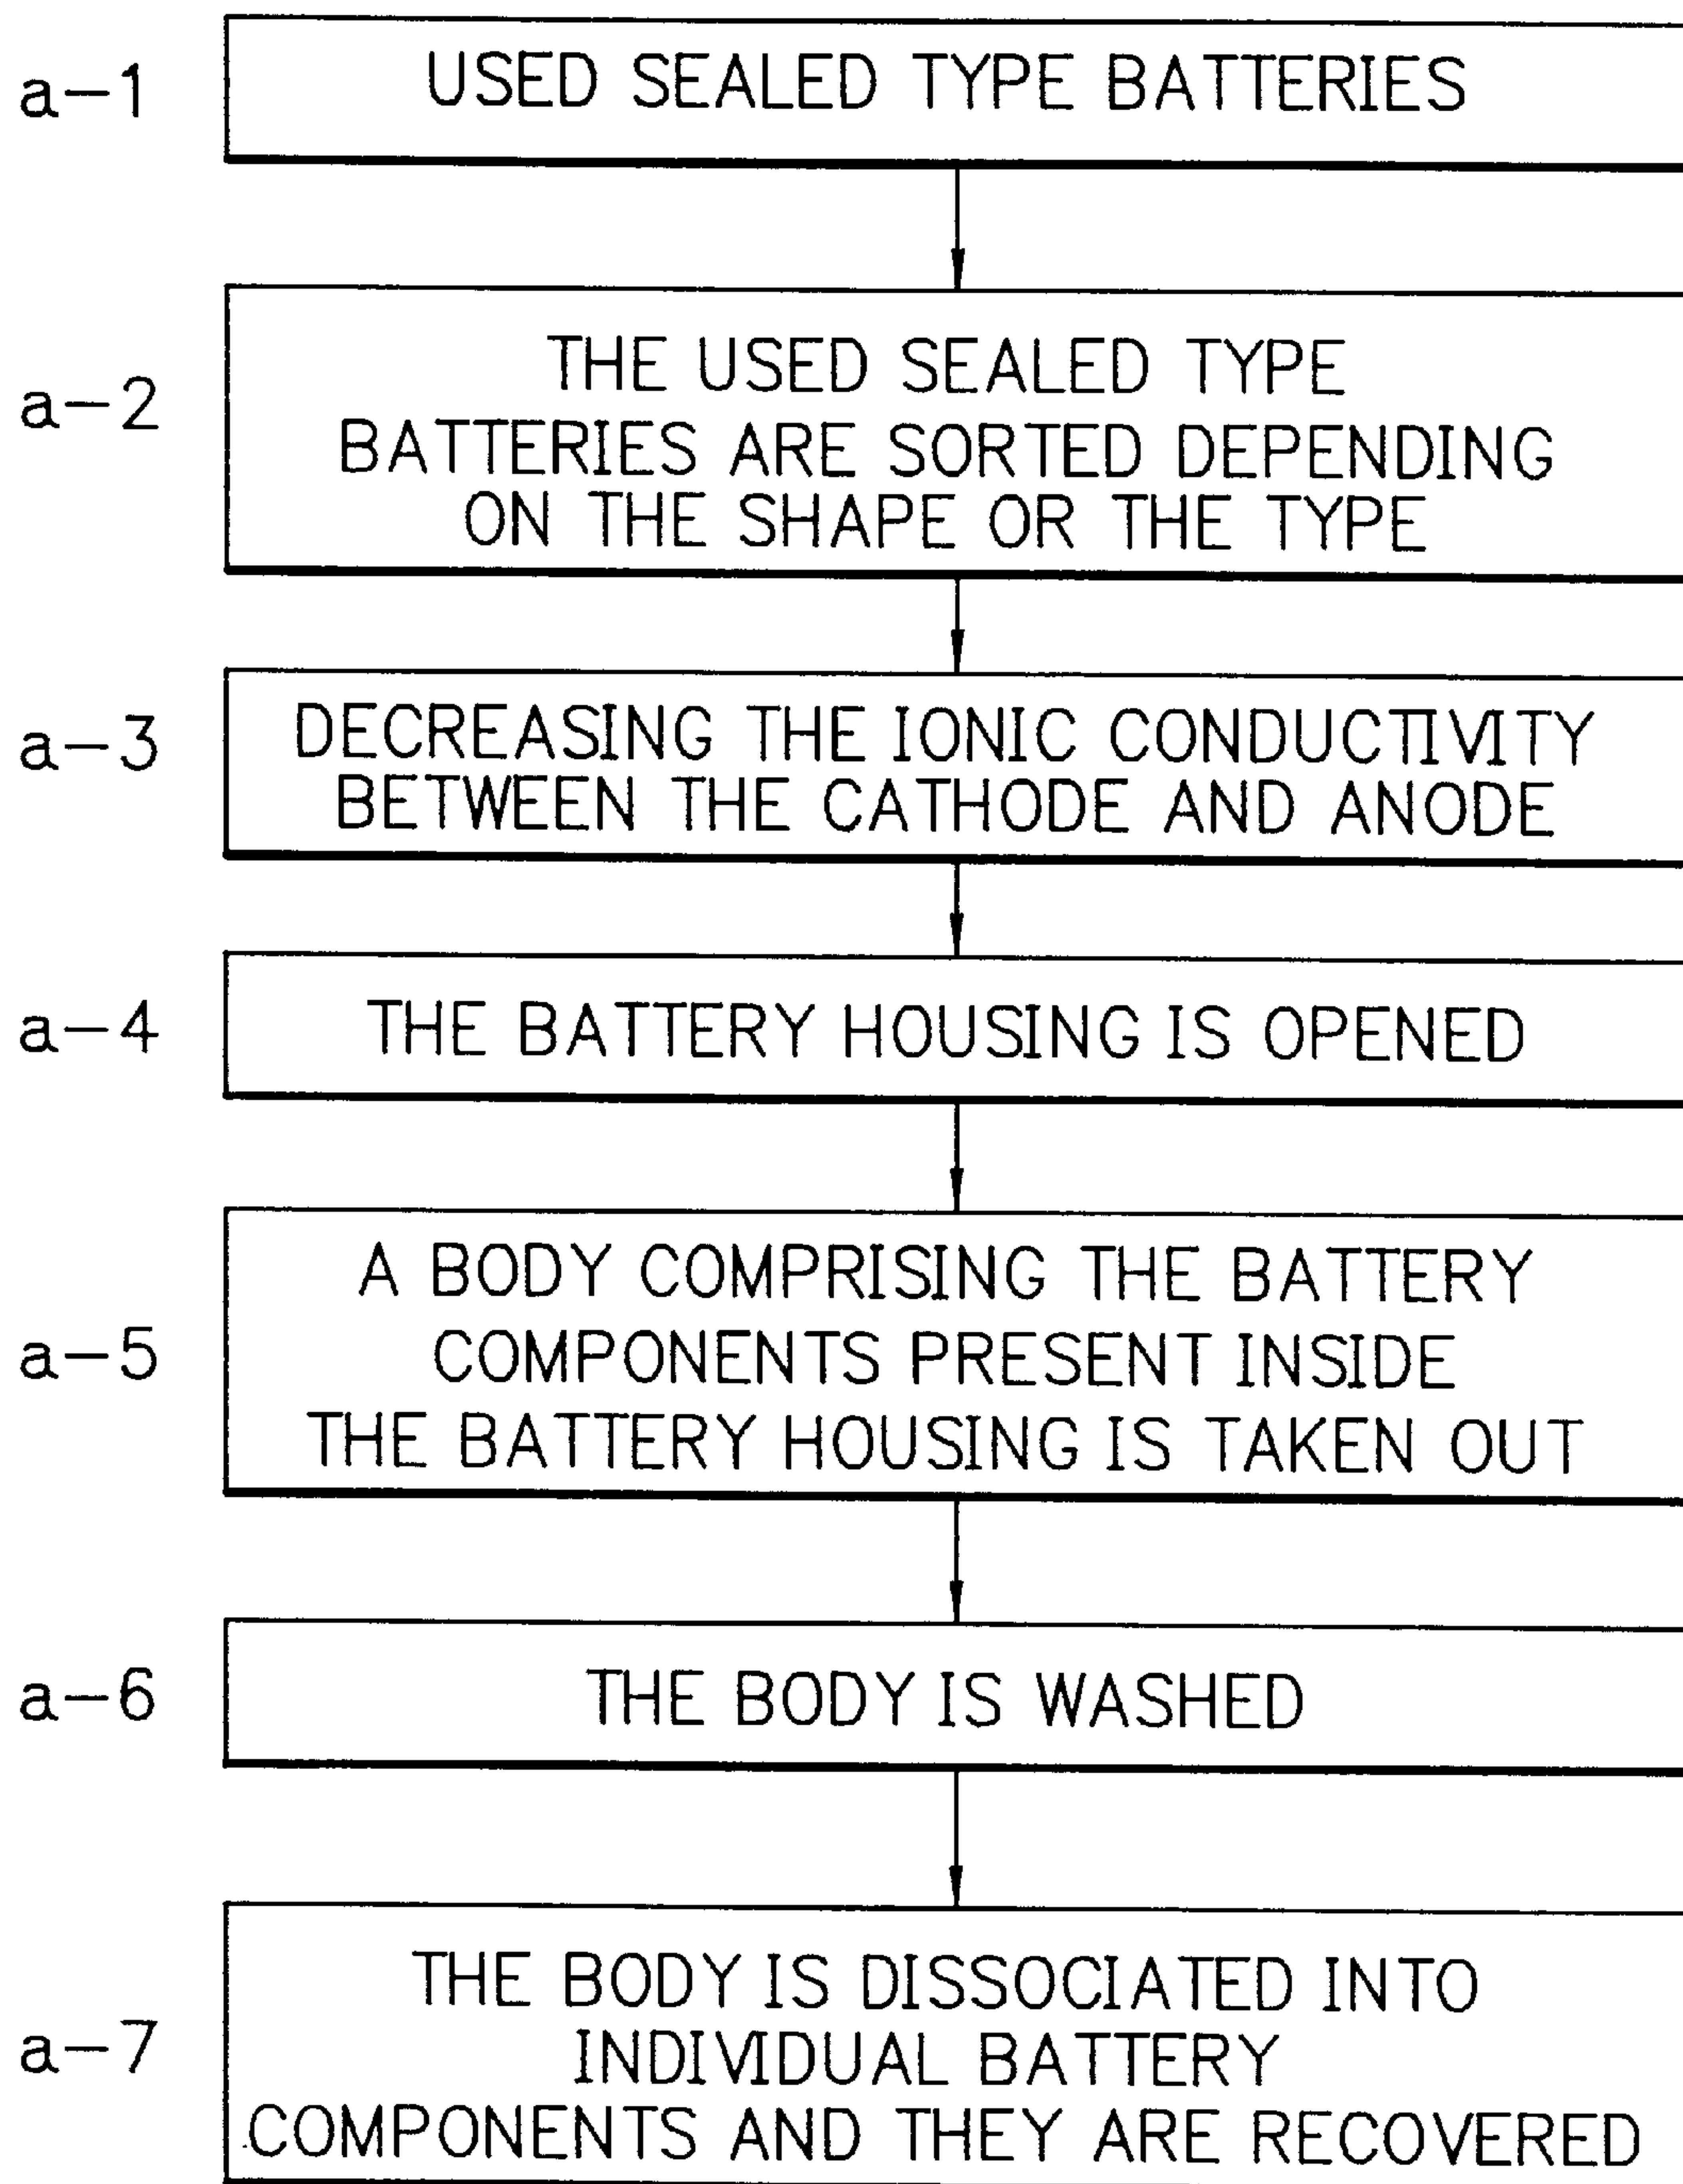 a-1
USED SEALED TYPE BATTERIES
a-2
THE USED SEALED TYPE
BATTERIES ARE SORTED DEPENDING
ON THE SHAPE OR THE TYPE
a-3
DECREASING THE IONIC CONDUCTIVITY
BETWEEN THE CATHODE AND ANODE
a-4
THE BATTERY HOUSING IS OPENED
a-5
A BODY COMPRISING THE BATTERY
COMPONENTS PRESENT INSIDE
THE BATTERY HOUSING IS TAKEN OUT
a-6
THE BODY IS WASHED
a-7
THE BODY IS DISSOCIATED INTO
INDIVIDUAL BATTERY
COMPONENTS AND THEY ARE RECOVERED